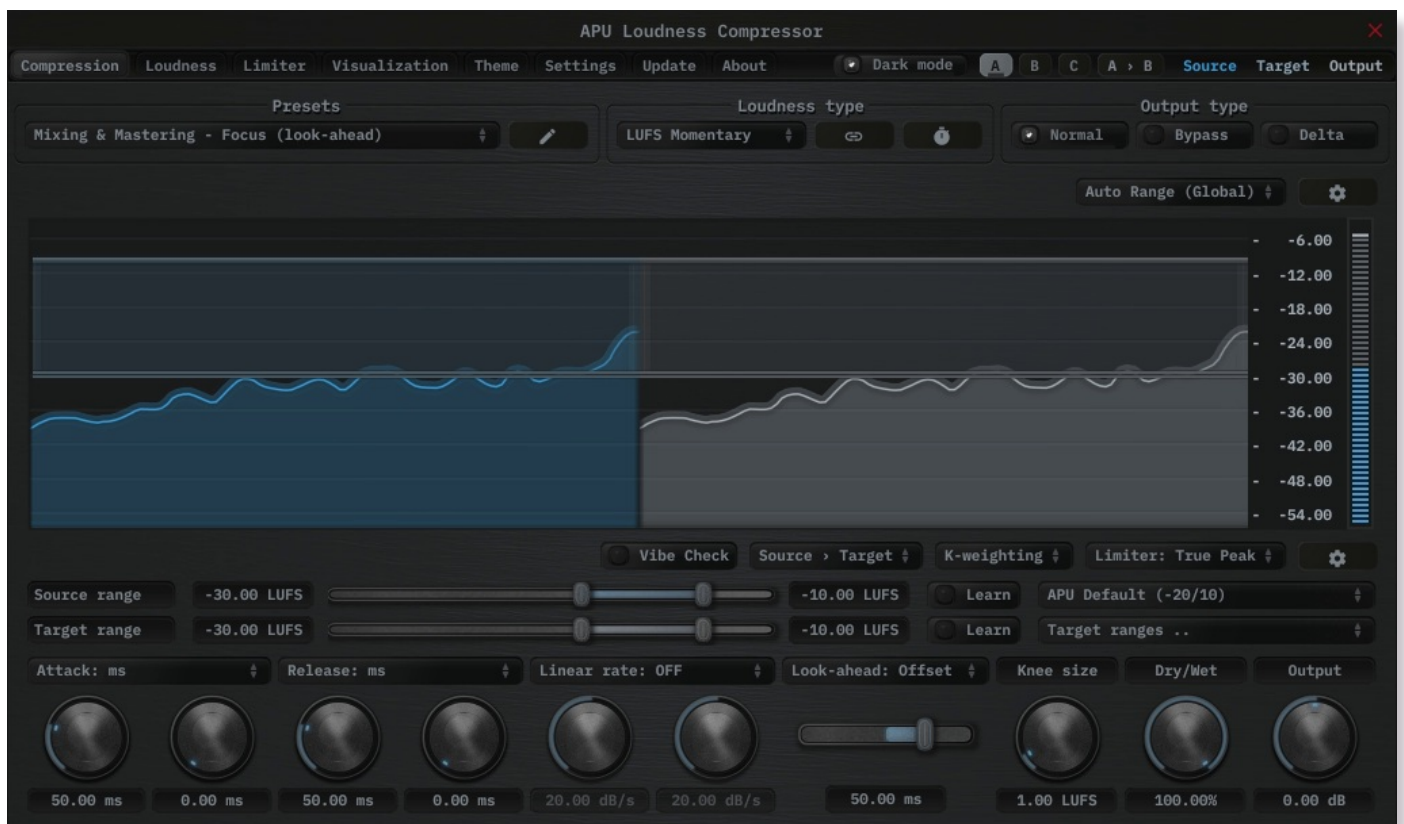 APU Loudness Compressor
Compression Loudness Limiter Visualization Theme Settings Update About Dark mode A B C A › B Source Target Output
Presets Loudness type Output type
Mixing & Mastering - Focus (look-ahead) LUFS Momentary Normal Bypass Delta
Auto Range (Global)
- -6.00
- -12.00
- -18.00
- -24.00
- -30.00
- -36.00
- -42.00
- -48.00
- -54.00
Vibe Check Source › Target K-weighting Limiter: True Peak
Source range -30.00 LUFS -10.00 LUFS Learn APU Default (-20/10)
Target range -30.00 LUFS -10.00 LUFS Learn Target ranges ..
Attack: ms Release: ms Linear rate: OFF Look-ahead: Offset Knee size Dry/Wet Output
50.00 ms 0.00 ms 50.00 ms 0.00 ms 20.00 dB/s 20.00 dB/s 50.00 ms 1.00 LUFS 100.00% 0.00 dB